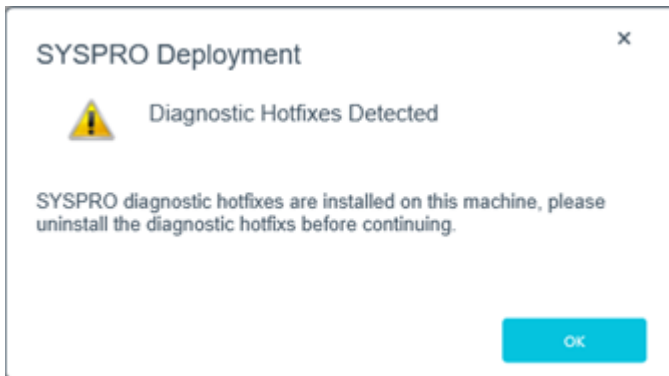 SYSPRO Deployment
Diagnostic Hotfixes Detected
SYSPRO diagnostic hotfixes are installed on this machine, please
uninstall the diagnostic hotfixs before continuing.
OK